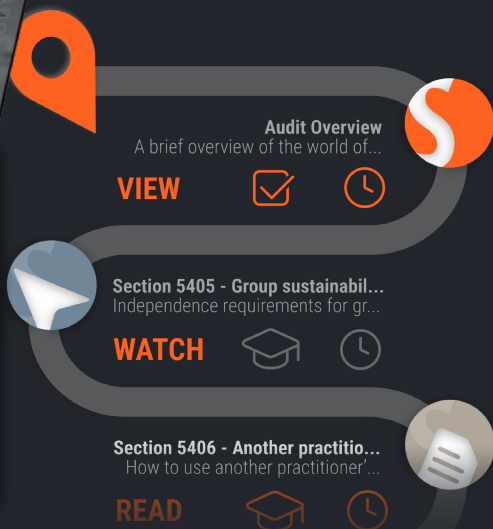 Audit Overview
A brief overview of the world of...
VIEW
Section 5405 - Group sustainabil...
Independence requirements for gr...
WATCH
Section 5406 - Another practitio...
How to use another practitioner'...
READ